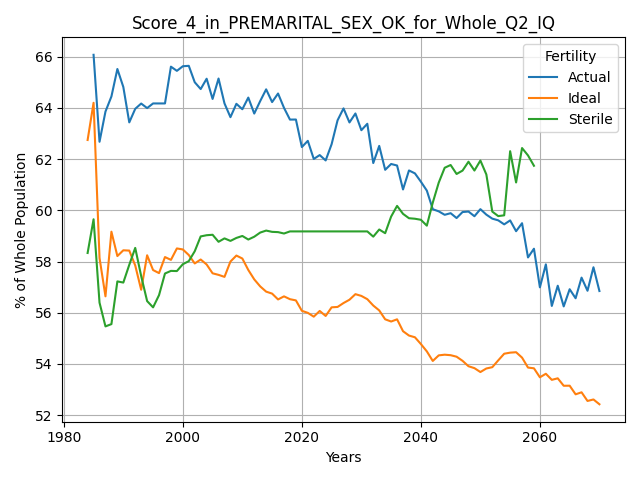 Score_4_in_PREMARITAL_SEX_OK_for_Whole_Q2_IQ
Fertility
Actual
Ideal
Sterile
% of Whole Population
66
64
62
60
58
56
54
52
1980
2000
2020
2040
2060
Years